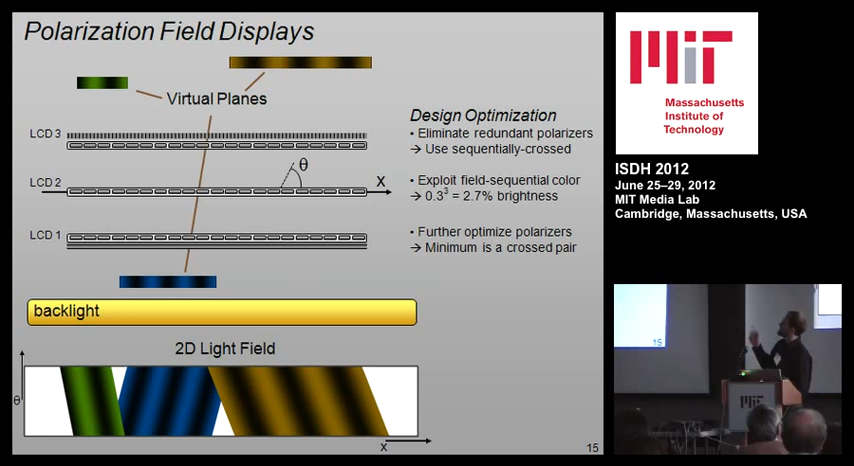 Polarization Field Displays
Virtual Planes
LCD 3
LCD 2
θ
X
LCD 1
backlight
2D Light Field
θ
x
Design Optimization
• Eliminate redundant polarizers
→ Use sequentially-crossed
• Exploit field-sequential color
→ 0.3³ = 2.7% brightness
• Further optimize polarizers
→ Minimum is a crossed pair
15
Massachusetts
Institute of
Technology
ISDH 2012
June 25–29, 2012
MIT Media Lab
Cambridge, Massachusetts, USA
15
MIT